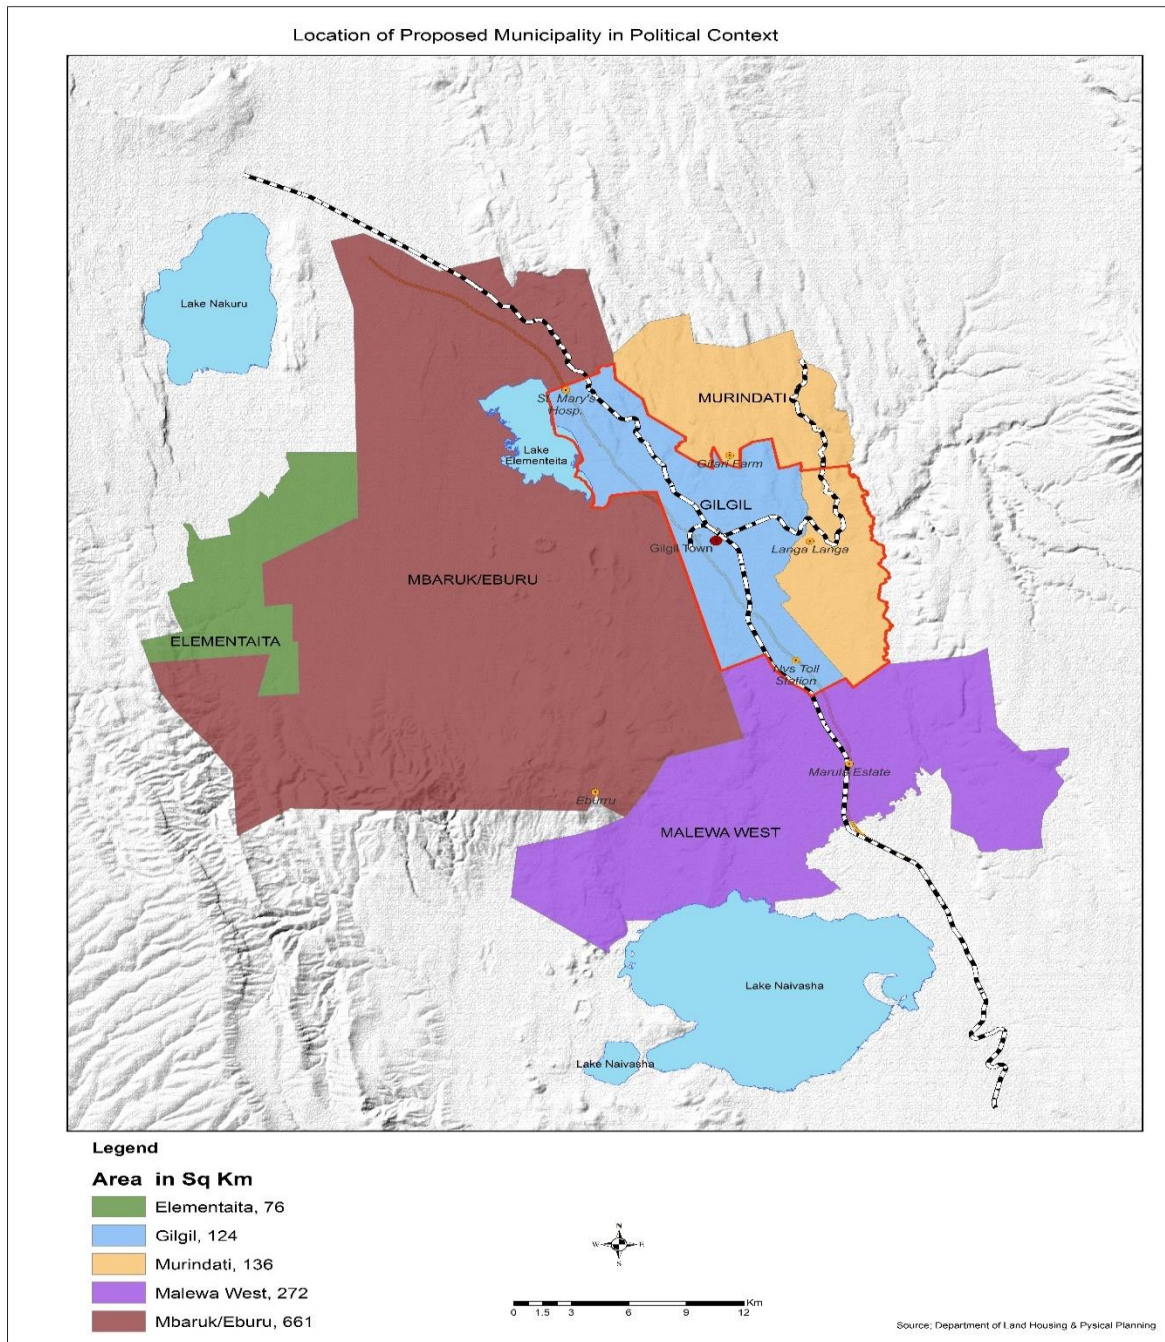 Location of Proposed Municipality in Political Context
Lake Nakuru
St. Mary's
Hosp.
MURINDATI
Lake
Elementeita
Gitari Farm
GILGIL
Gilgil Town
Langa Langa
MBARUK/EBURU
ELEMENTAITA
Nys Toll
Station
Marula Estate
Eburru
MALEWA WEST
Lake Naivasha
Lake Naivasha
Legend
Area in Sq Km
Elementaita, 76
Gilgil, 124
Murindati, 136
Malewa West, 272
Mbaruk/Eburu, 661
N
W
E
S
Km
0 1.5 3 6 9 12
Source; Department of Land Housing & Pysical Planning